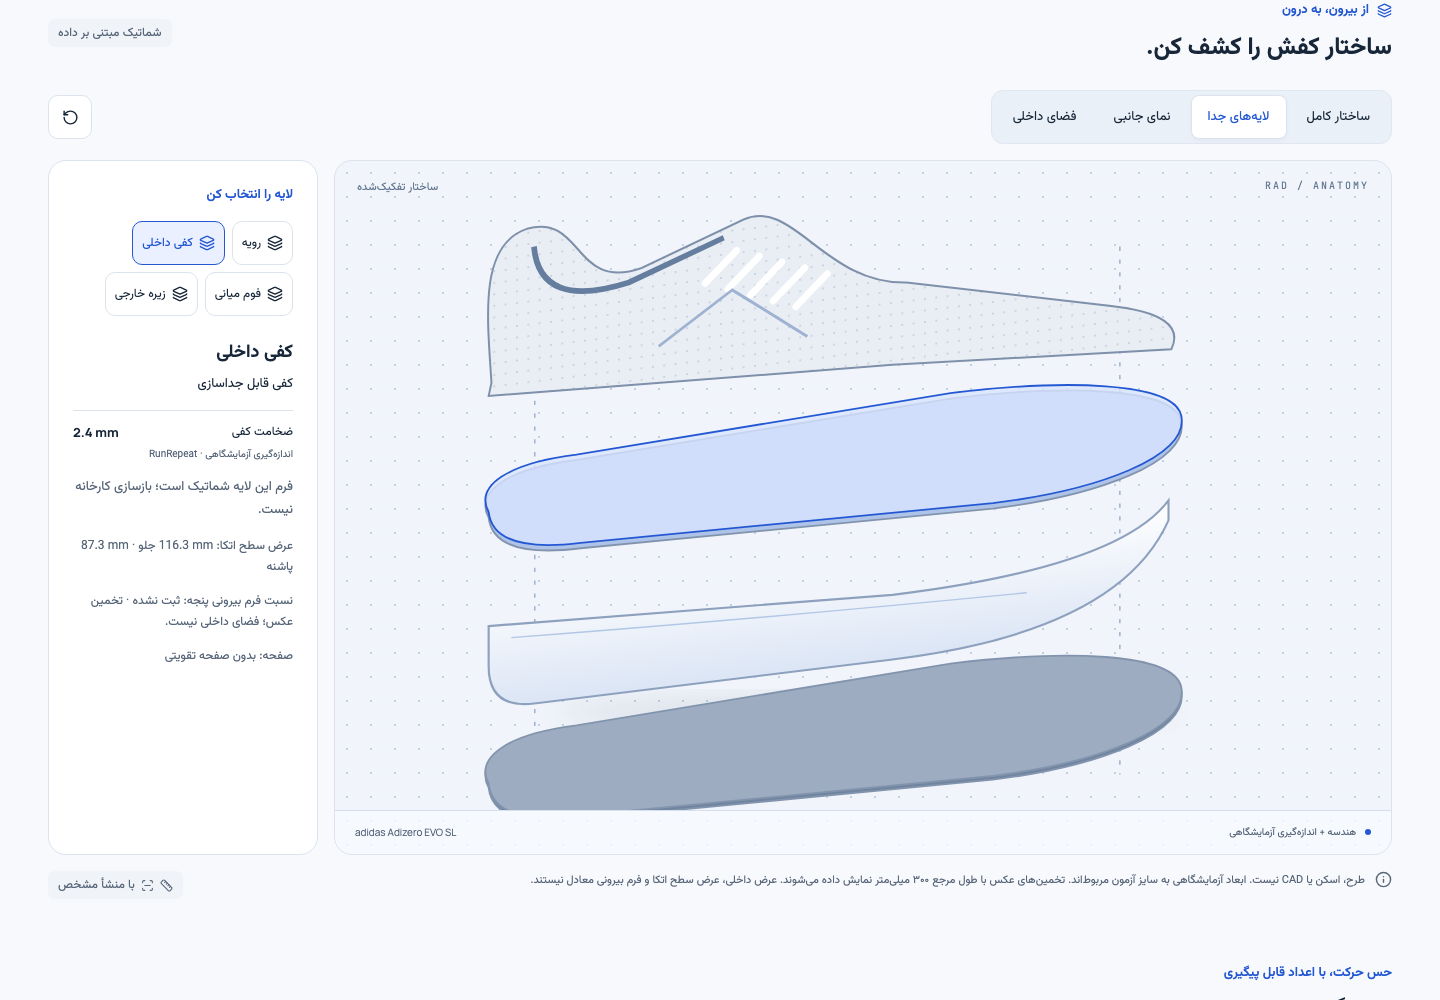 از بیرون، به درون
ساختار کفش را کشف کن.
شماتیک مبتنی بر داده
ساختار کامل
لایه‌های جدا
نمای جانبی
فضای داخلی
RAD / ANATOMY
ساختار تفکیک‌شده
هندسه + اندازه‌گیری آزمایشگاهی
adidas Adizero EVO SL
لایه را انتخاب کن
رویه
کفی داخلی
فوم میانی
زیره خارجی
کفی داخلی
کفی قابل جداسازی
ضخامت کفی
2.4 mm
اندازه‌گیری آزمایشگاهی · RunRepeat
فرم این لایه شماتیک است؛ بازسازی کارخانه
نیست.
عرض سطح اتکا: 116.3 mm جلو · 87.3 mm
پاشنه
نسبت فرم بیرونی پنجه: ثبت نشده · تخمین
عکس؛ فضای داخلی نیست.
صفحه: بدون صفحه تقویتی
طرح، اسکن یا CAD نیست. ابعاد آزمایشگاهی به سایز آزمون مربوط‌اند. تخمین‌های عکس با طول مرجع ۳۰۰ میلی‌متر نمایش داده می‌شوند. عرض داخلی، عرض سطح اتکا و فرم بیرونی معادل نیستند.
با منشأ مشخص
حس حرکت، با اعداد قابل پیگیری